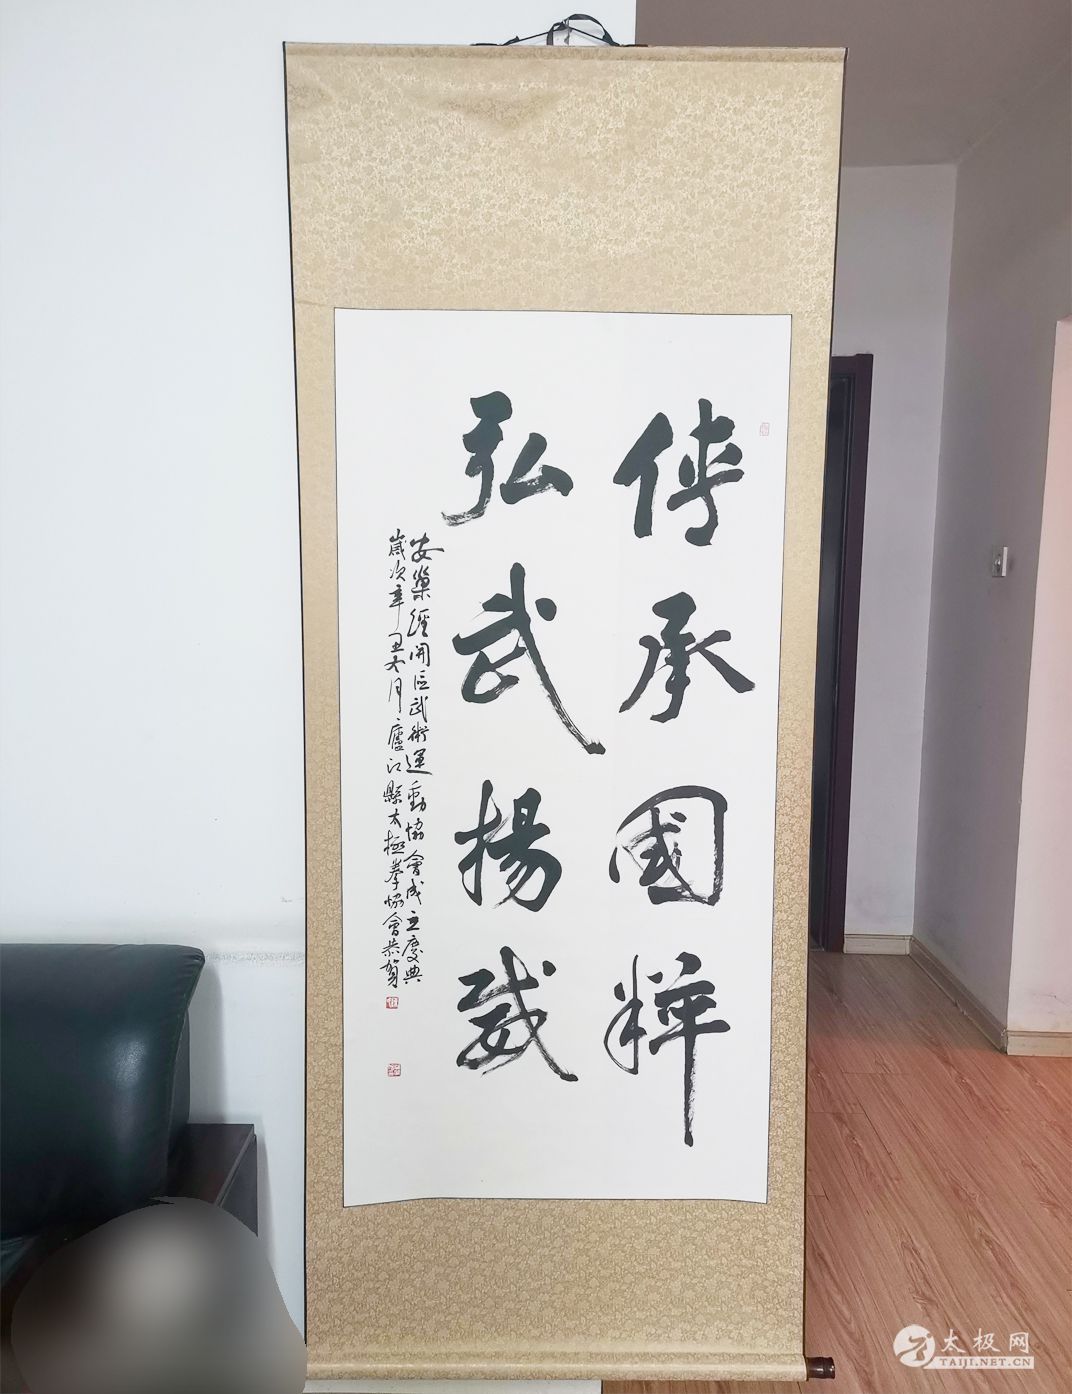 傳承國粹
弘武揚威
安巢經開區武術運動協會成立慶典
歲次辛丑六月廬江縣太極拳協會恭賀
太极网
TAIJI.NET.CN